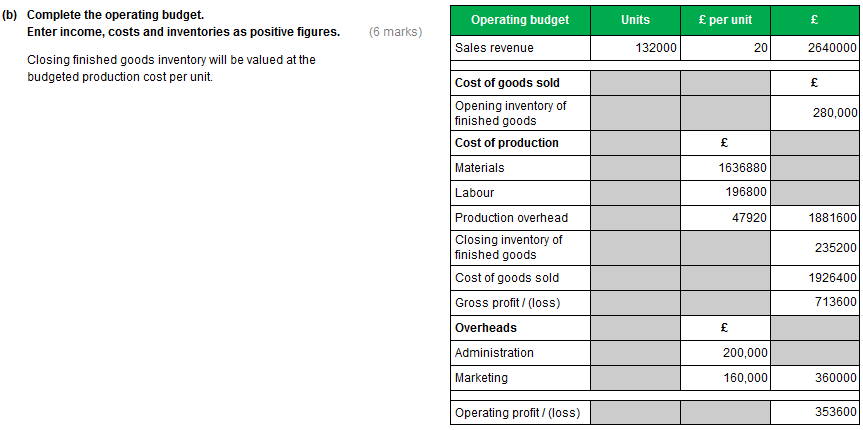 (b) Complete the operating budget.
Enter income, costs and inventories as positive figures. (6 marks)
Closing finished goods inventory will be valued at the
budgeted production cost per unit.
Operating budget Units £ per unit £
Sales revenue 132000 20 2640000
Cost of goods sold £
Opening inventory of
finished goods 280,000
Cost of production £
Materials 1636880
Labour 196800
Production overhead 47920 1881600
Closing inventory of
finished goods 235200
Cost of goods sold 1926400
Gross profit / (loss) 713600
Overheads £
Administration 200,000
Marketing 160,000 360000
Operating profit / (loss) 353600